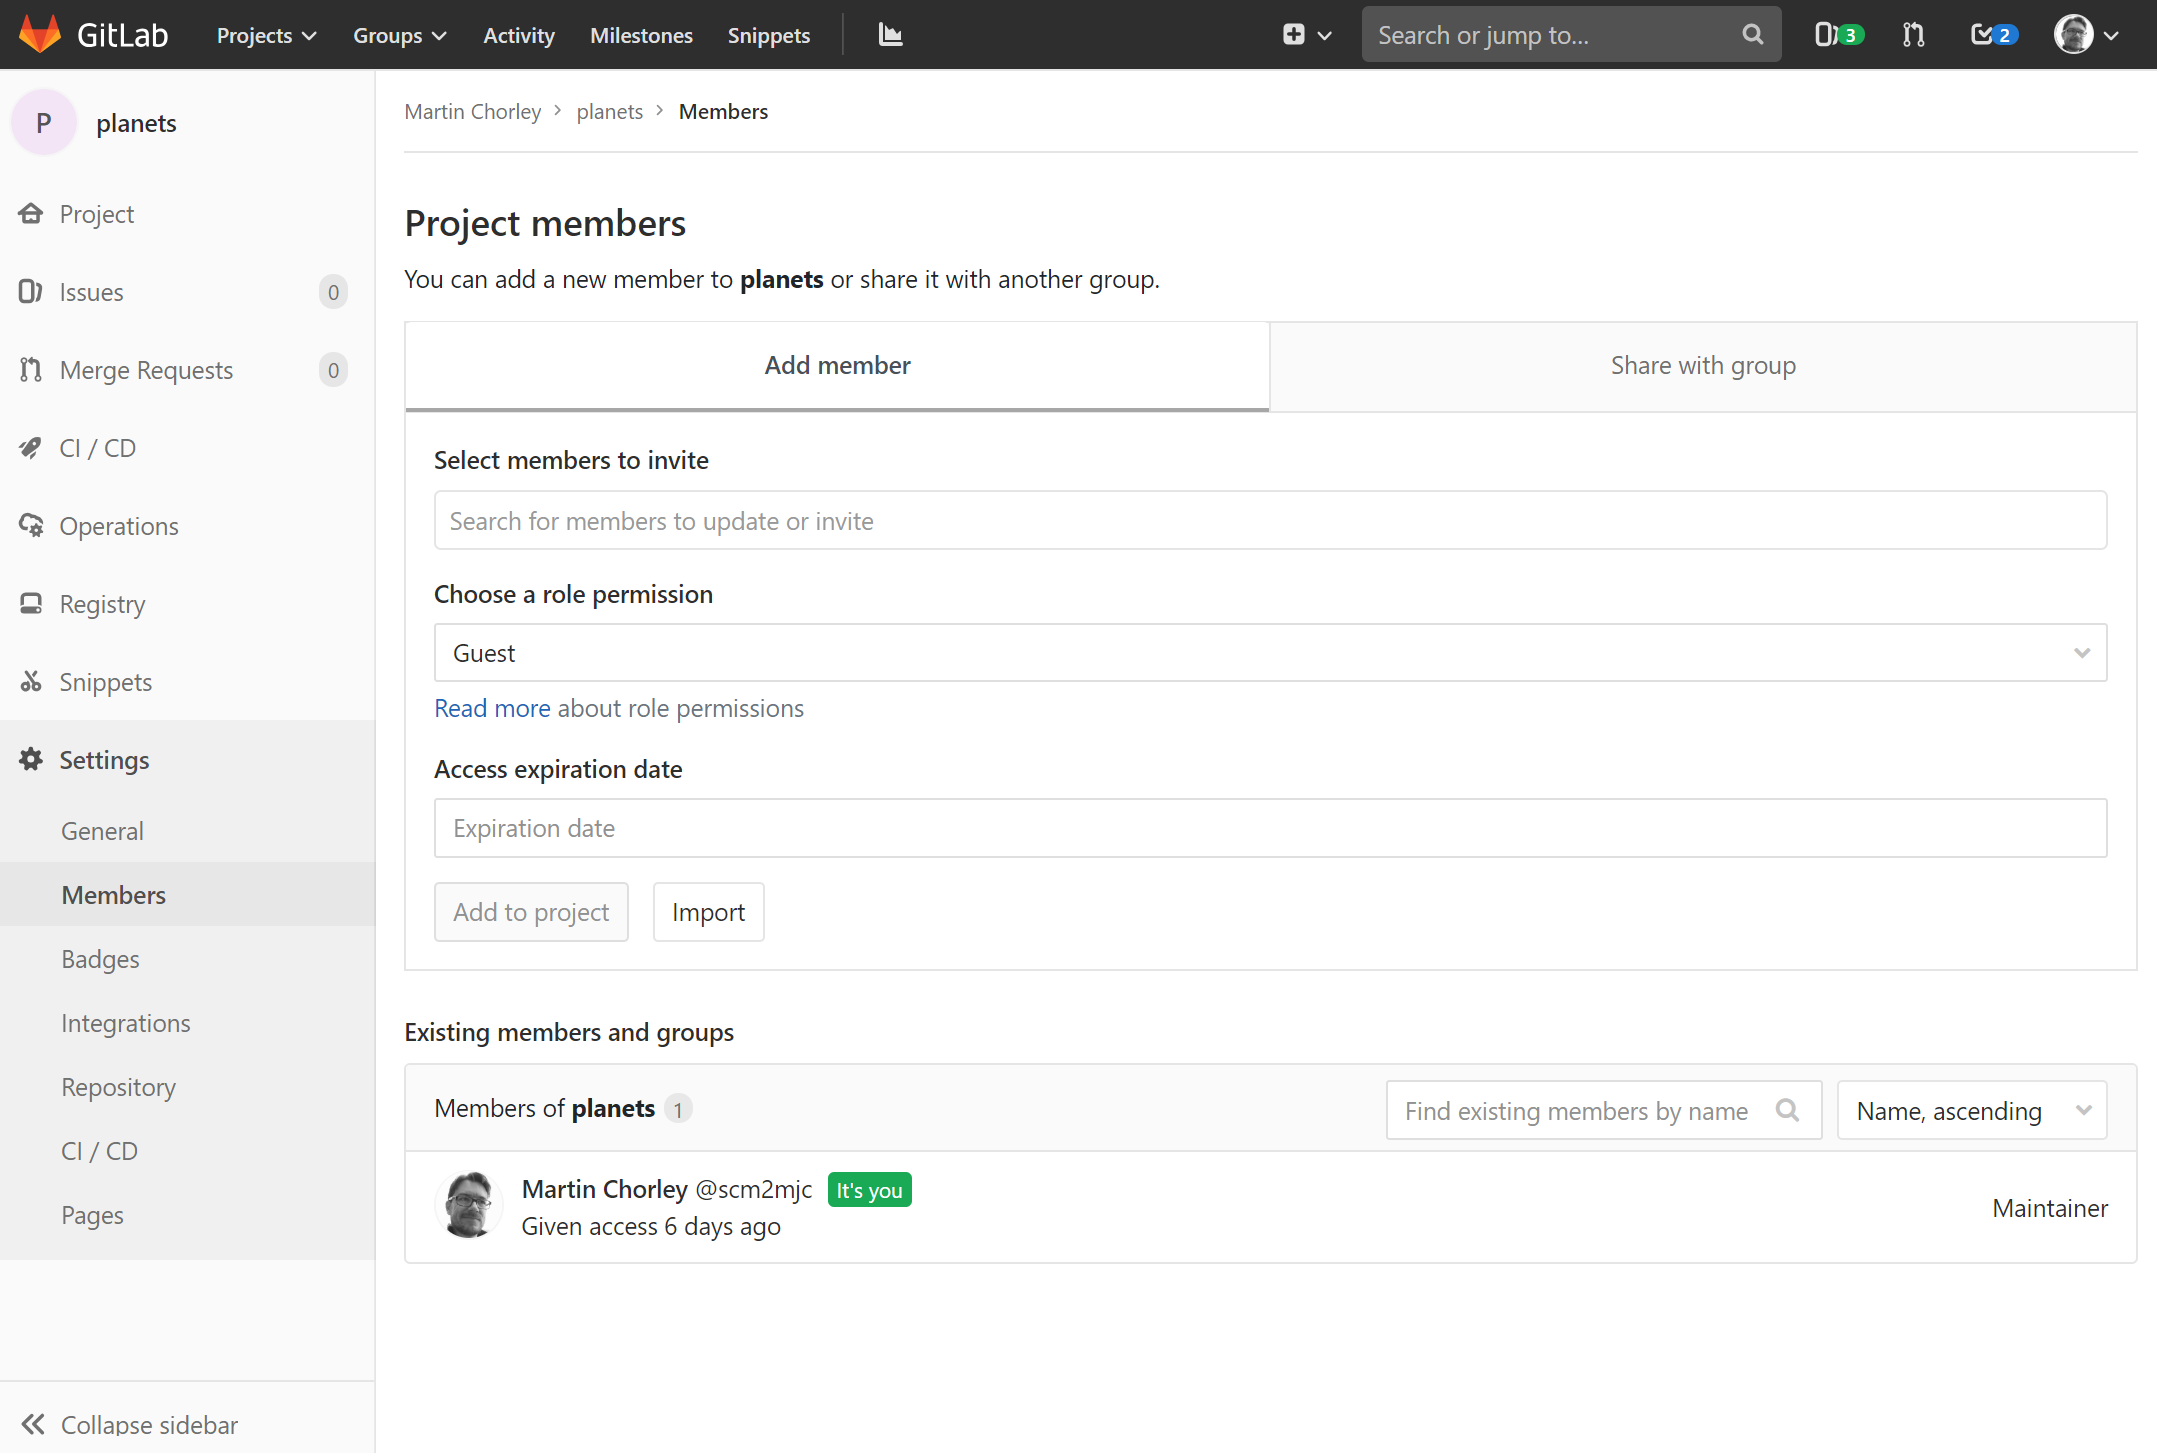 GitLab Projects Groups Activity Milestones Snippets Search or jump to... 3 2
P planets
Project
Issues 0
Merge Requests 0
CI / CD
Operations
Registry
Snippets
Settings
General
Members
Badges
Integrations
Repository
CI / CD
Pages
Collapse sidebar
Martin Chorley > planets > Members
Project members
You can add a new member to planets or share it with another group.
Add member Share with group
Select members to invite
Search for members to update or invite
Choose a role permission
Guest
Read more about role permissions
Access expiration date
Expiration date
Add to project Import
Existing members and groups
Members of planets 1 Find existing members by name Name, ascending
Martin Chorley @scm2mjc It's you
Given access 6 days ago
Maintainer